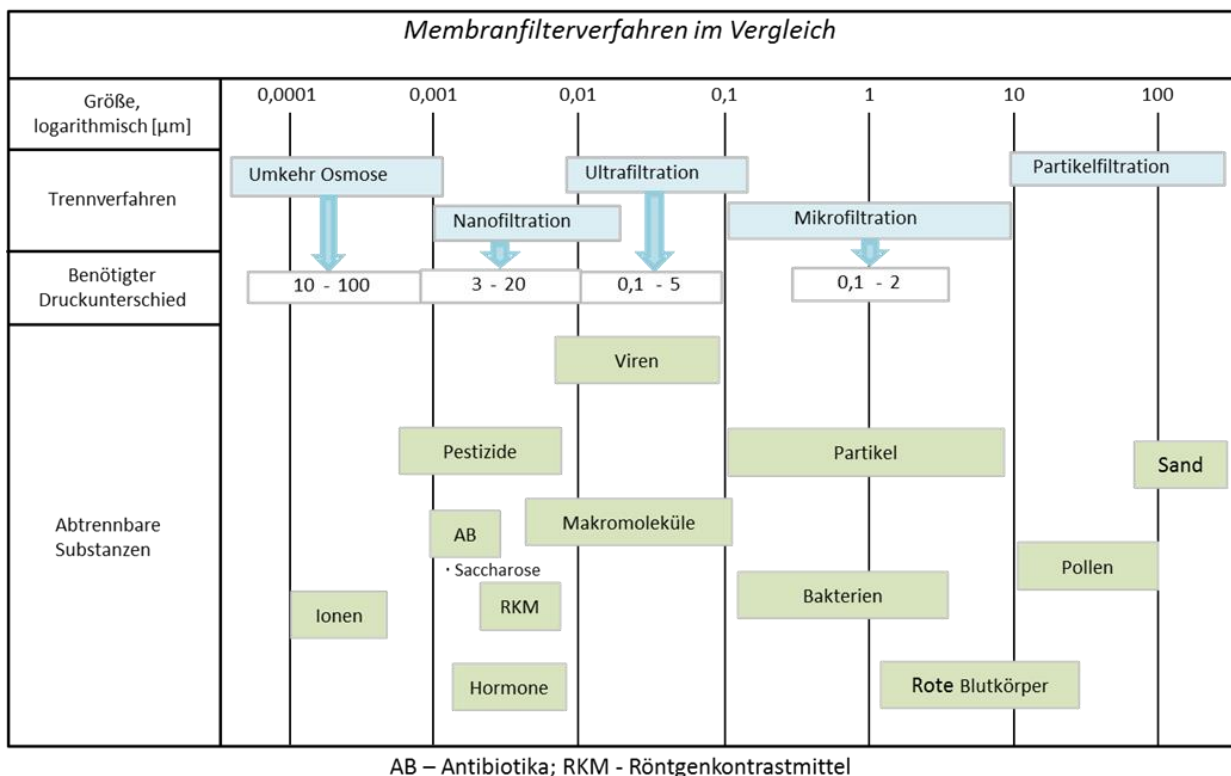 Membranfilterverfahren im Vergleich
Größe,
logarithmisch [µm]
0,0001 0,001 0,01 0,1 1 10 100
Trennverfahren
Umkehr Osmose
Ultrafiltration
Partikelfiltration
Nanofiltration
Mikrofiltration
Benötigter
Druckunterschied
10 - 100
3 - 20
0,1 - 5
0,1 - 2
Abtrennbare
Substanzen
Viren
Pestizide
Partikel
Sand
AB
Makromoleküle
· Saccharose
Pollen
Ionen
RKM
Bakterien
Hormone
Rote Blutkörper
AB – Antibiotika; RKM - Röntgenkontrastmittel